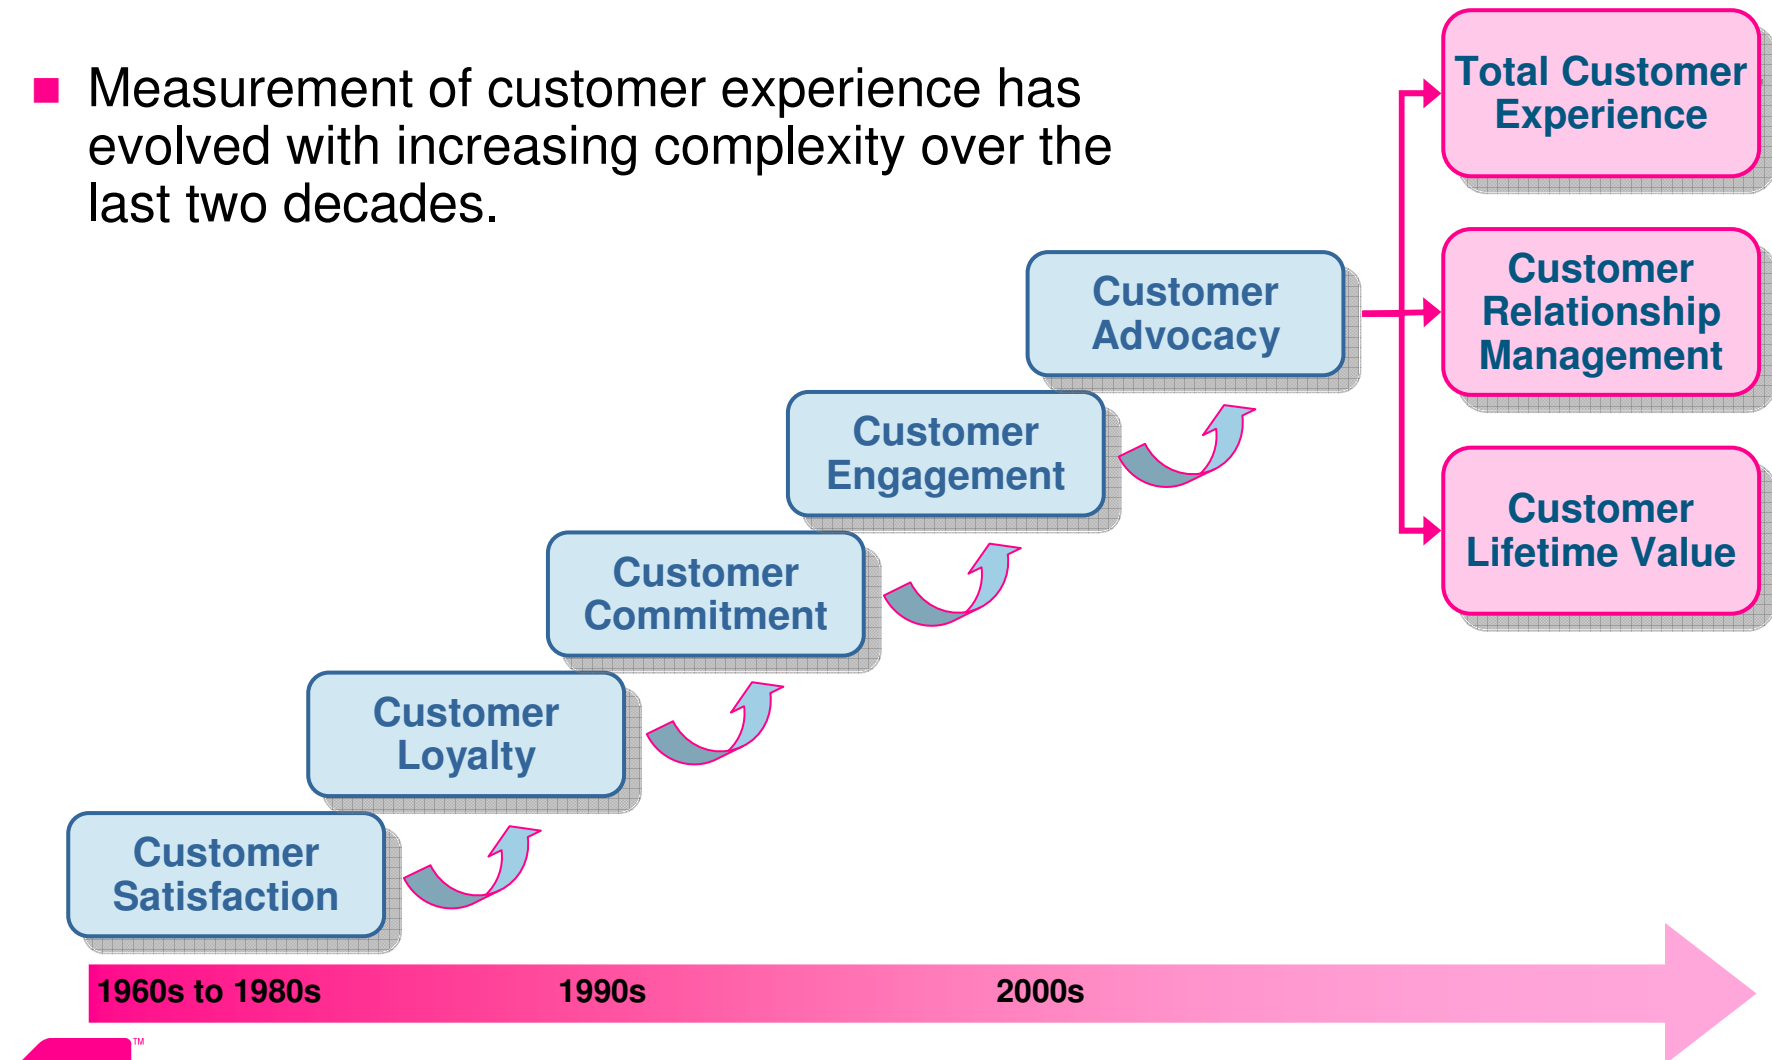 Measurement of customer experience has
evolved with increasing complexity over the
last two decades.
Total Customer
Experience
Customer
Relationship
Management
Customer
Lifetime Value
Customer
Advocacy
Customer
Engagement
Customer
Commitment
Customer
Loyalty
Customer
Satisfaction
1960s to 1980s
1990s
2000s
TM